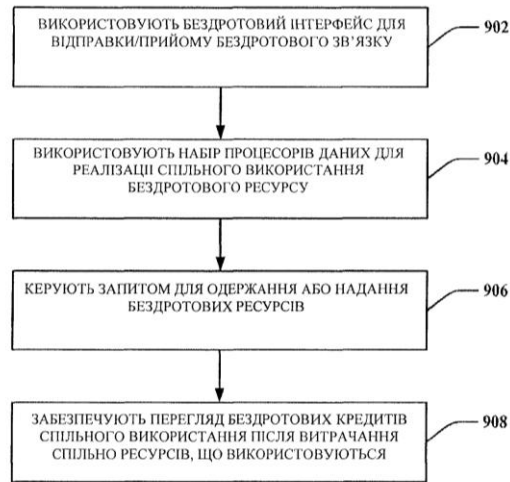 ВИКОРИСТОВУЮТЬ БЕЗДРОТОВИЙ ІНТЕРФЕЙС ДЛЯ
ВІДПРАВКИ/ПРИЙОМУ БЕЗДРОТОВОГО ЗВ'ЯЗКУ
902
ВИКОРИСТОВУЮТЬ НАБІР ПРОЦЕСОРІВ ДАНИХ ДЛЯ
РЕАЛІЗАЦІЇ СПІЛЬНОГО ВИКОРИСТАННЯ
БЕЗДРОТОВОГО РЕСУРСУ
904
КЕРУЮТЬ ЗАПИТОМ ДЛЯ ОДЕРЖАННЯ АБО НАДАННЯ
БЕЗДРОТОВИХ РЕСУРСІВ
906
ЗАБЕЗПЕЧУЮТЬ ПЕРЕГЛЯД БЕЗДРОТОВИХ КРЕДИТІВ
СПІЛЬНОГО ВИКОРИСТАННЯ ПІСЛЯ ВИТРАЧАННЯ
СПІЛЬНО РЕСУРСІВ, ЩО ВИКОРИСТОВУЮТЬСЯ
908